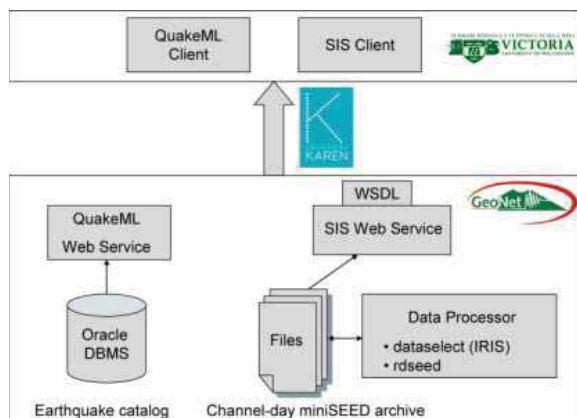 QuakeML
Client
SIS Client
VICTORIA
KAREN
WSDL
GeoNet
QuakeML
Web Service
SIS Web Service
Oracle
DBMS
Files
Data Processor
• dataselect (IRIS)
• rdseed
Earthquake catalog
Channel-day miniSEED archive